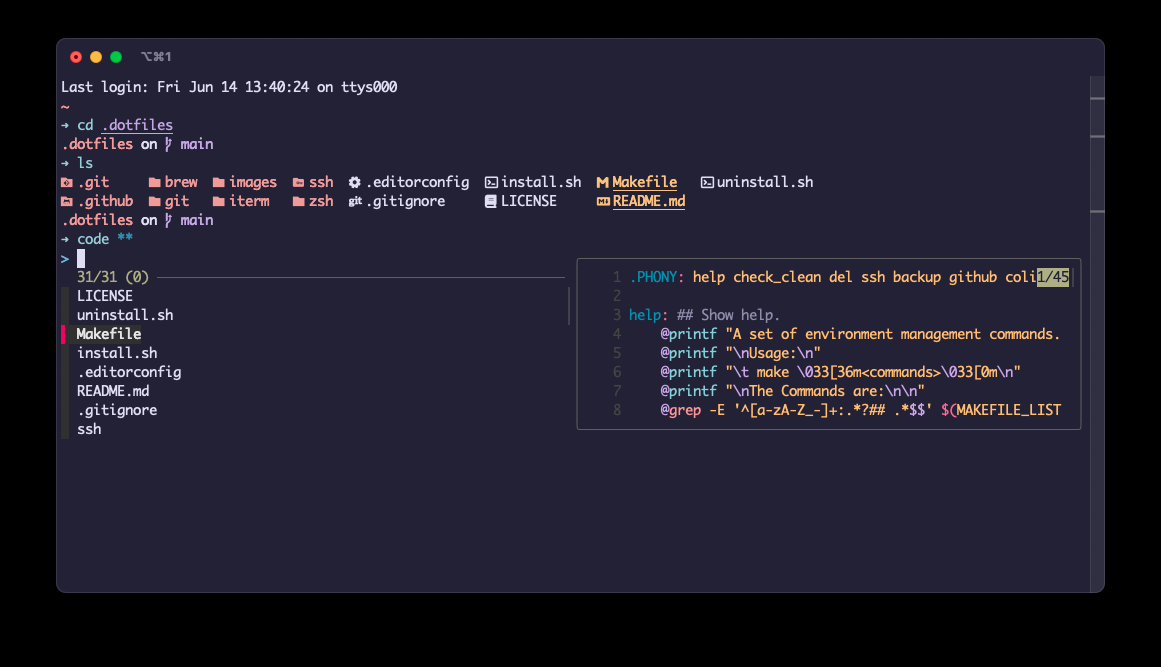 ⌥⌘1
Last login: Fri Jun 14 13:40:24 on ttys000
~
→ cd .dotfiles
.dotfiles on main
→ ls
.git brew images ssh .editorconfig install.sh Makefile uninstall.sh
.github git iterm zsh git .gitignore LICENSE README.md
.dotfiles on main
→ code **
>
31/31 (0)
LICENSE
uninstall.sh
Makefile
install.sh
.editorconfig
README.md
.gitignore
ssh
1 .PHONY: help check_clean del ssh backup github coli 1/45
2
3 help: ## Show help.
4 @printf "A set of environment management commands.
5 @printf "\nUsage:\n"
6 @printf "\t make \033[36m<commands>\033[0m\n"
7 @printf "\nThe Commands are:\n\n"
8 @grep -E '^[a-zA-Z_-]+:.*?## .*$$' $(MAKEFILE_LIST